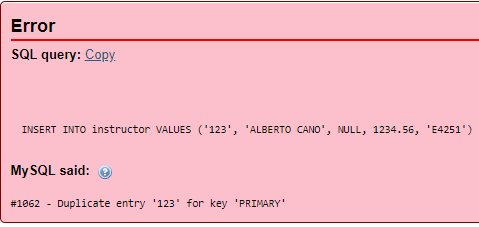 Error
SQL query: Copy
INSERT INTO instructor VALUES ('123', 'ALBERTO CANO', NULL, 1234.56, 'E4251')
MySQL said:
#1062 - Duplicate entry '123' for key 'PRIMARY'